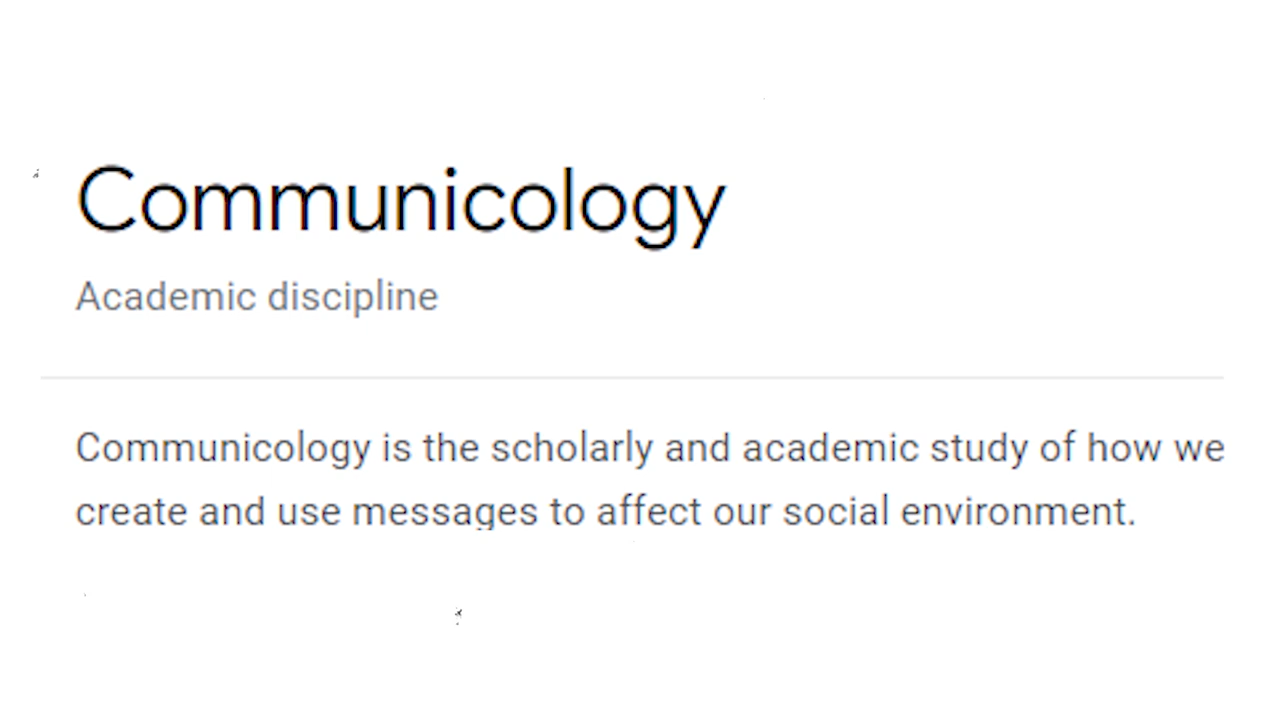 Communicology
Academic discipline
Communicology is the scholarly and academic study of how we
create and use messages to affect our social environment.